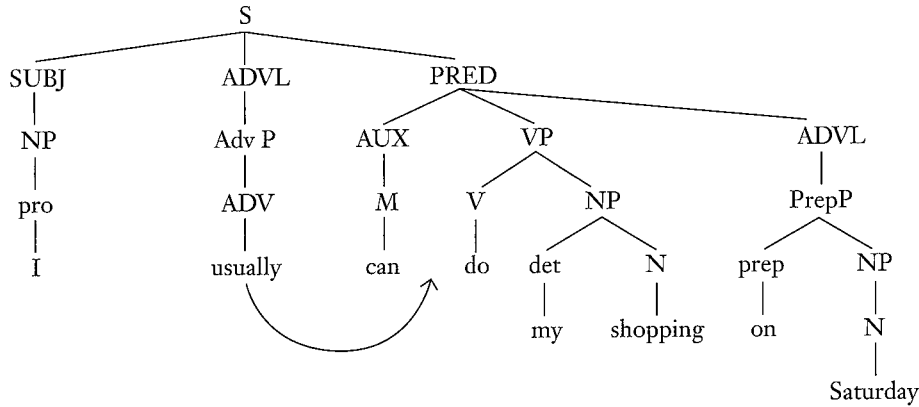 S
SUBJ ADVL PRED
NP Adv P AUX VP ADVL
pro ADV M V NP PrepP
I usually can do det N prep NP
my shopping on N
Saturday